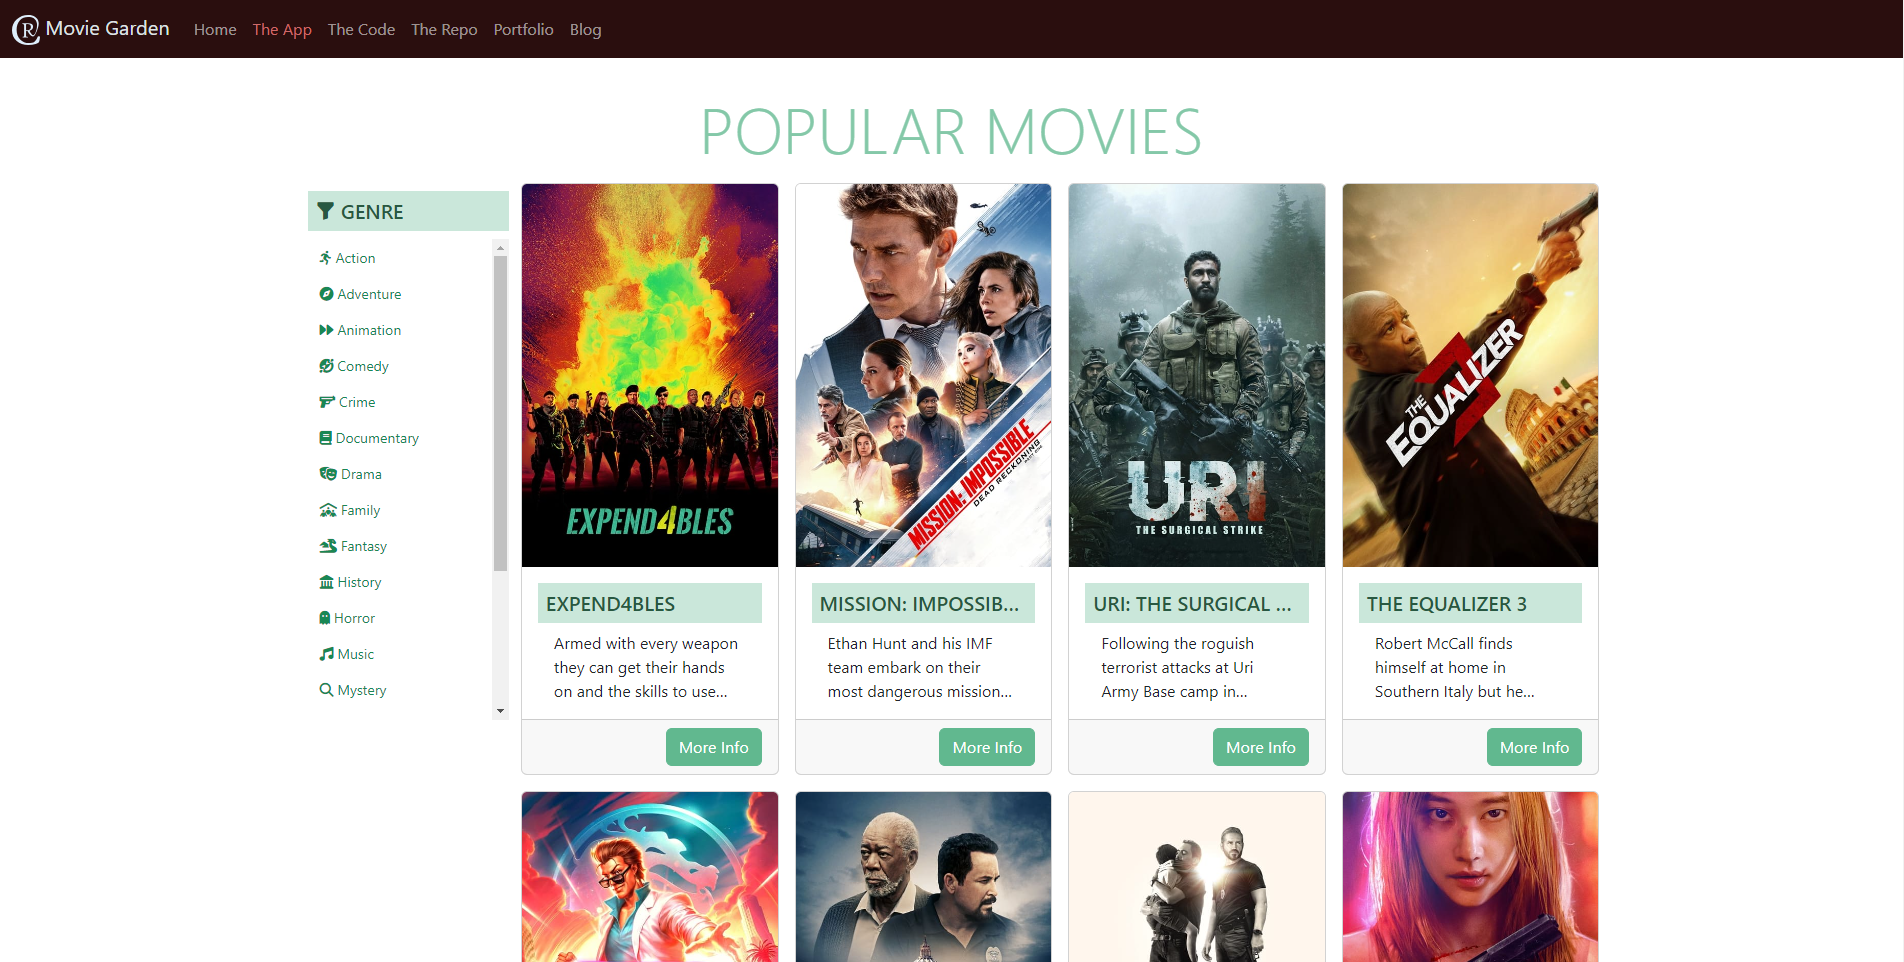 R Movie Garden
Home
The App
The Code
The Repo
Portfolio
Blog
POPULAR MOVIES
GENRE
Action
Adventure
Animation
Comedy
Crime
Documentary
Drama
Family
Fantasy
History
Horror
Music
Mystery
EXPEND4BLES
EXPEND4BLES
Armed with every weapon
they can get their hands
on and the skills to use...
More Info
MISSION: IMPOSSIBLE
DEAD RECKONING
MISSION: IMPOSSIB...
Ethan Hunt and his IMF
team embark on their
most dangerous mission...
More Info
URI
THE SURGICAL STRIKE
URI: THE SURGICAL ...
Following the roguish
terrorist attacks at Uri
Army Base camp in...
More Info
THE
EQUALIZER
3
THE EQUALIZER 3
Robert McCall finds
himself at home in
Southern Italy but he...
More Info